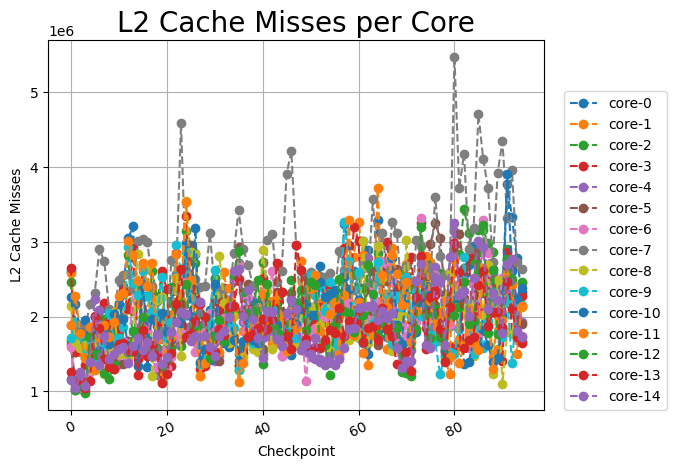 L2 Cache Misses per Core
1e6
5
4
3
2
1
L2 Cache Misses
0
20
40
60
80
Checkpoint
core-0
core-1
core-2
core-3
core-4
core-5
core-6
core-7
core-8
core-9
core-10
core-11
core-12
core-13
core-14